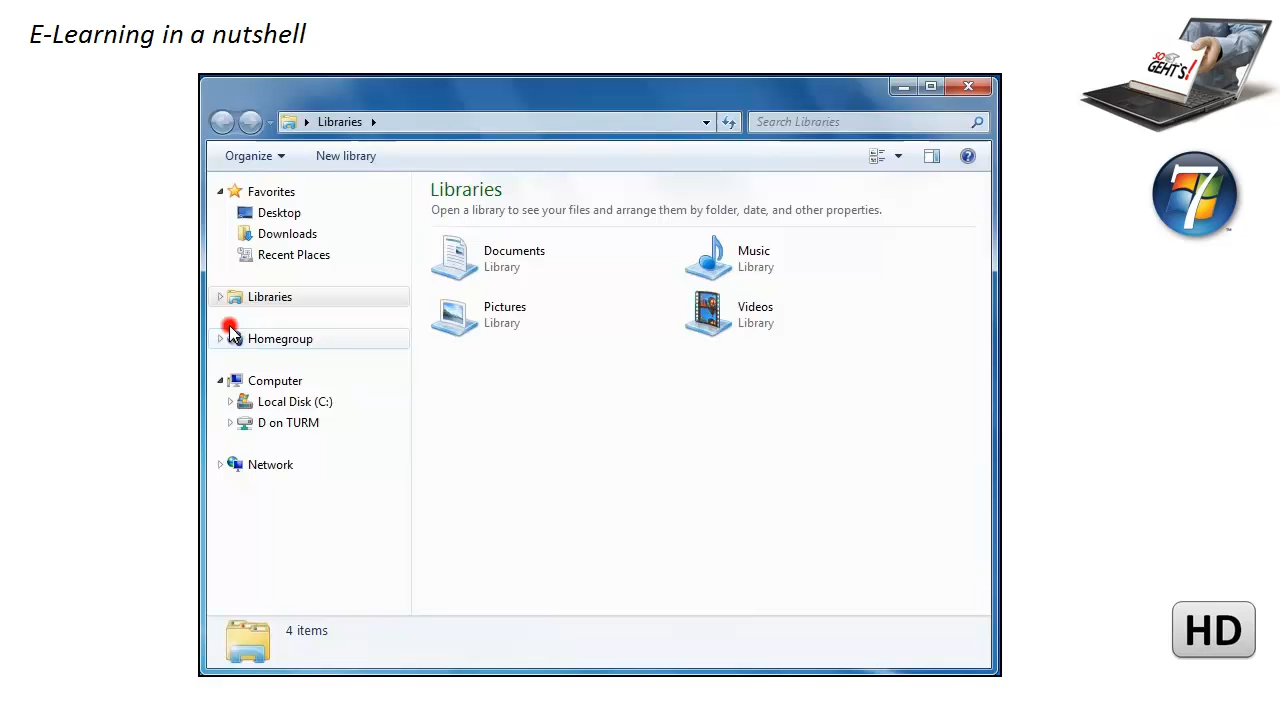 E-Learning in a nutshell
SO
GEHT'S!
Libraries
Search Libraries
Organize
New library
Favorites
Desktop
Downloads
Recent Places
Libraries
Homegroup
Computer
Local Disk (C:)
D on TURM
Network
Libraries
Open a library to see your files and arrange them by folder, date, and other properties.
Documents
Library
Music
Library
Pictures
Library
Videos
Library
4 items
7
HD